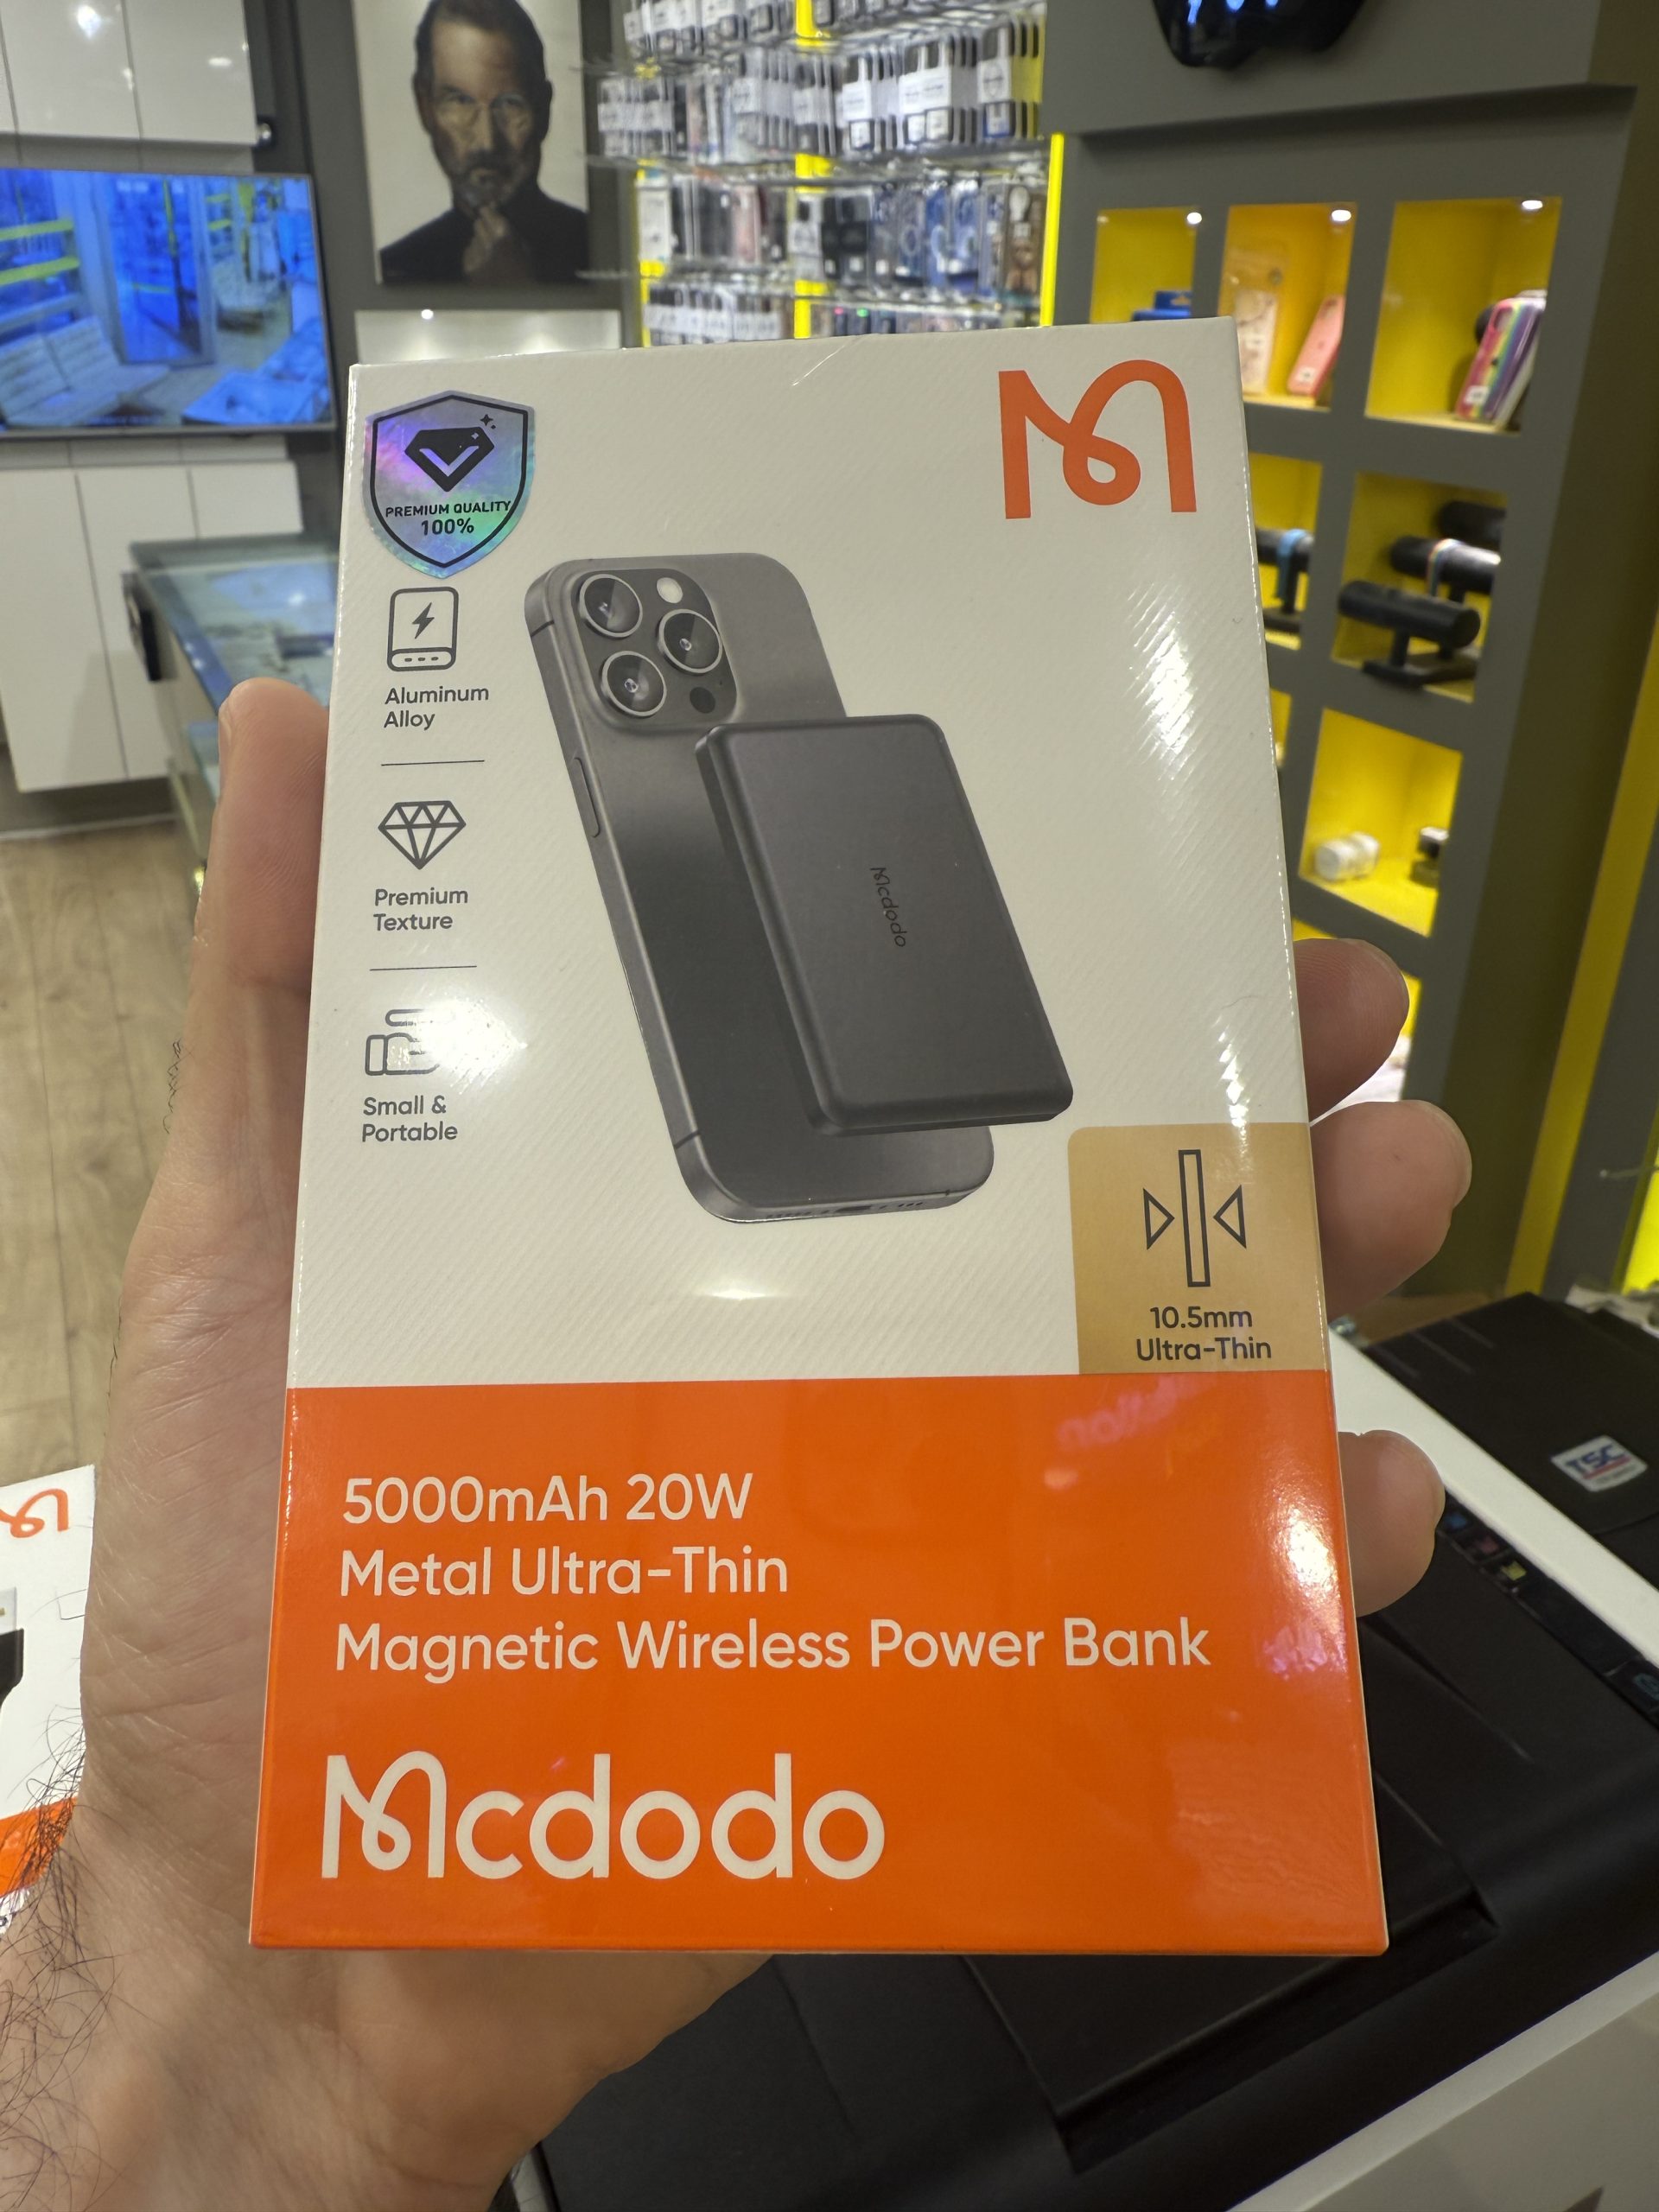 PREMIUM QUALITY
100%
Aluminum
Alloy
Premium
Texture
Small &
Portable
Mcdodo
10.5mm
Ultra-Thin
5000mAh 20W
Metal Ultra-Thin
Magnetic Wireless Power Bank
Mcdodo
TSC